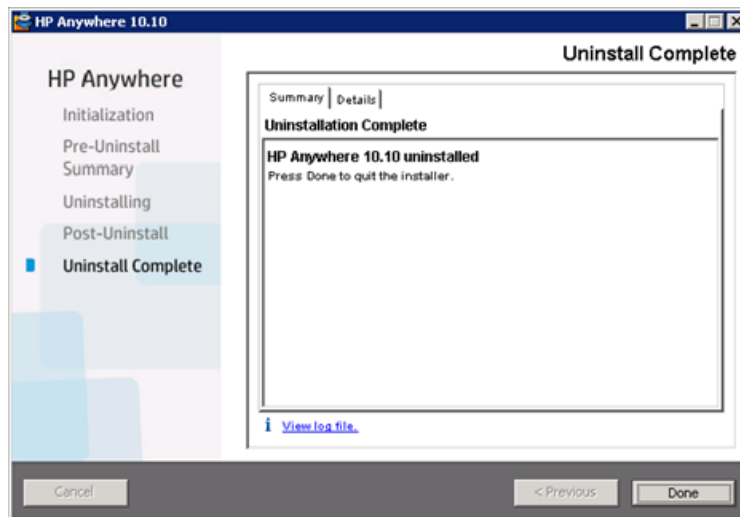 HP Anywhere 10.10
Uninstall Complete
HP Anywhere
Initialization
Pre-Uninstall
Summary
Uninstalling
Post-Uninstall
Uninstall Complete
Summary Details
Uninstallation Complete
HP Anywhere 10.10 uninstalled
Press Done to quit the installer.
i View log file.
Cancel < Previous Done